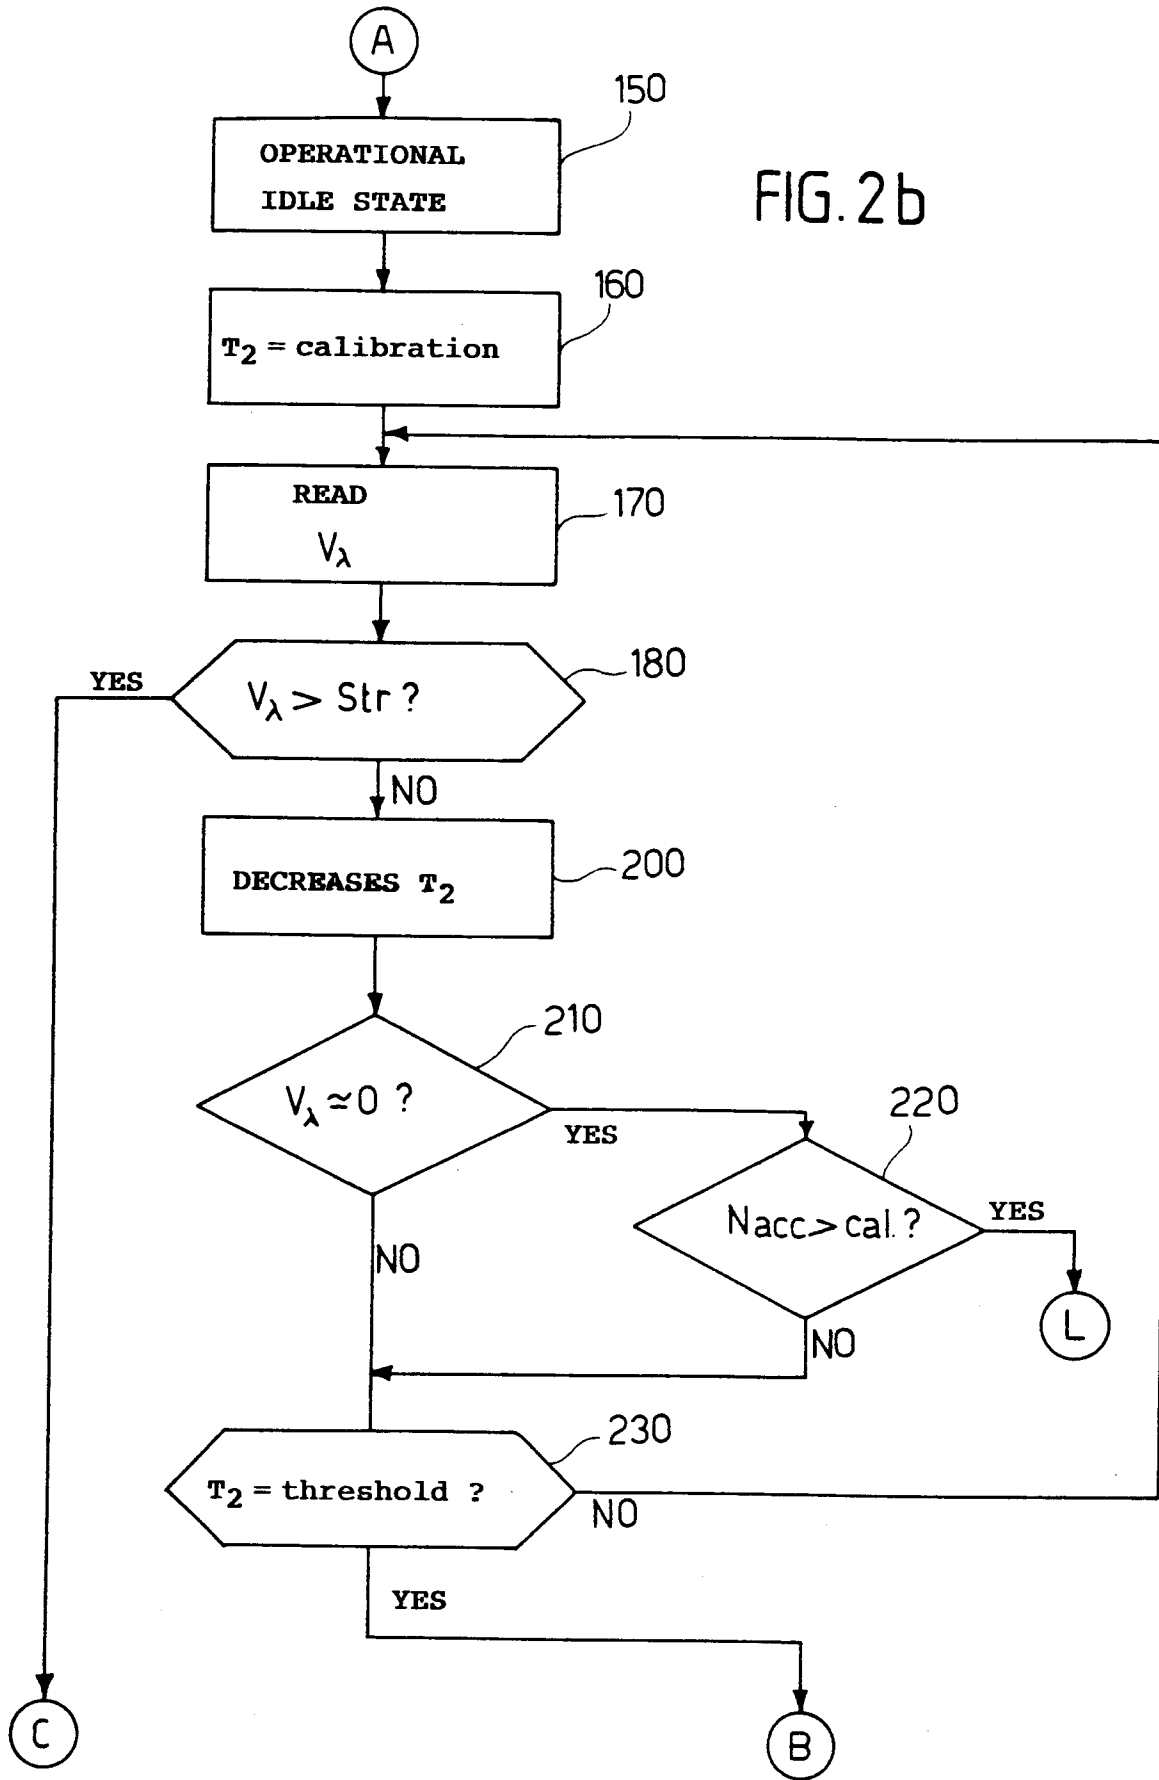 A
150
OPERATIONAL
IDLE STATE
FIG. 2b
160
T₂ = calibration
READ
Vλ
170
180
YES
Vλ > Str ?
NO
200
DECREASES T₂
210
Vλ ≃ 0 ?
YES
220
Nacc > cal. ?
YES
NO
L
NO
230
T₂ = threshold ?
NO
YES
C
B